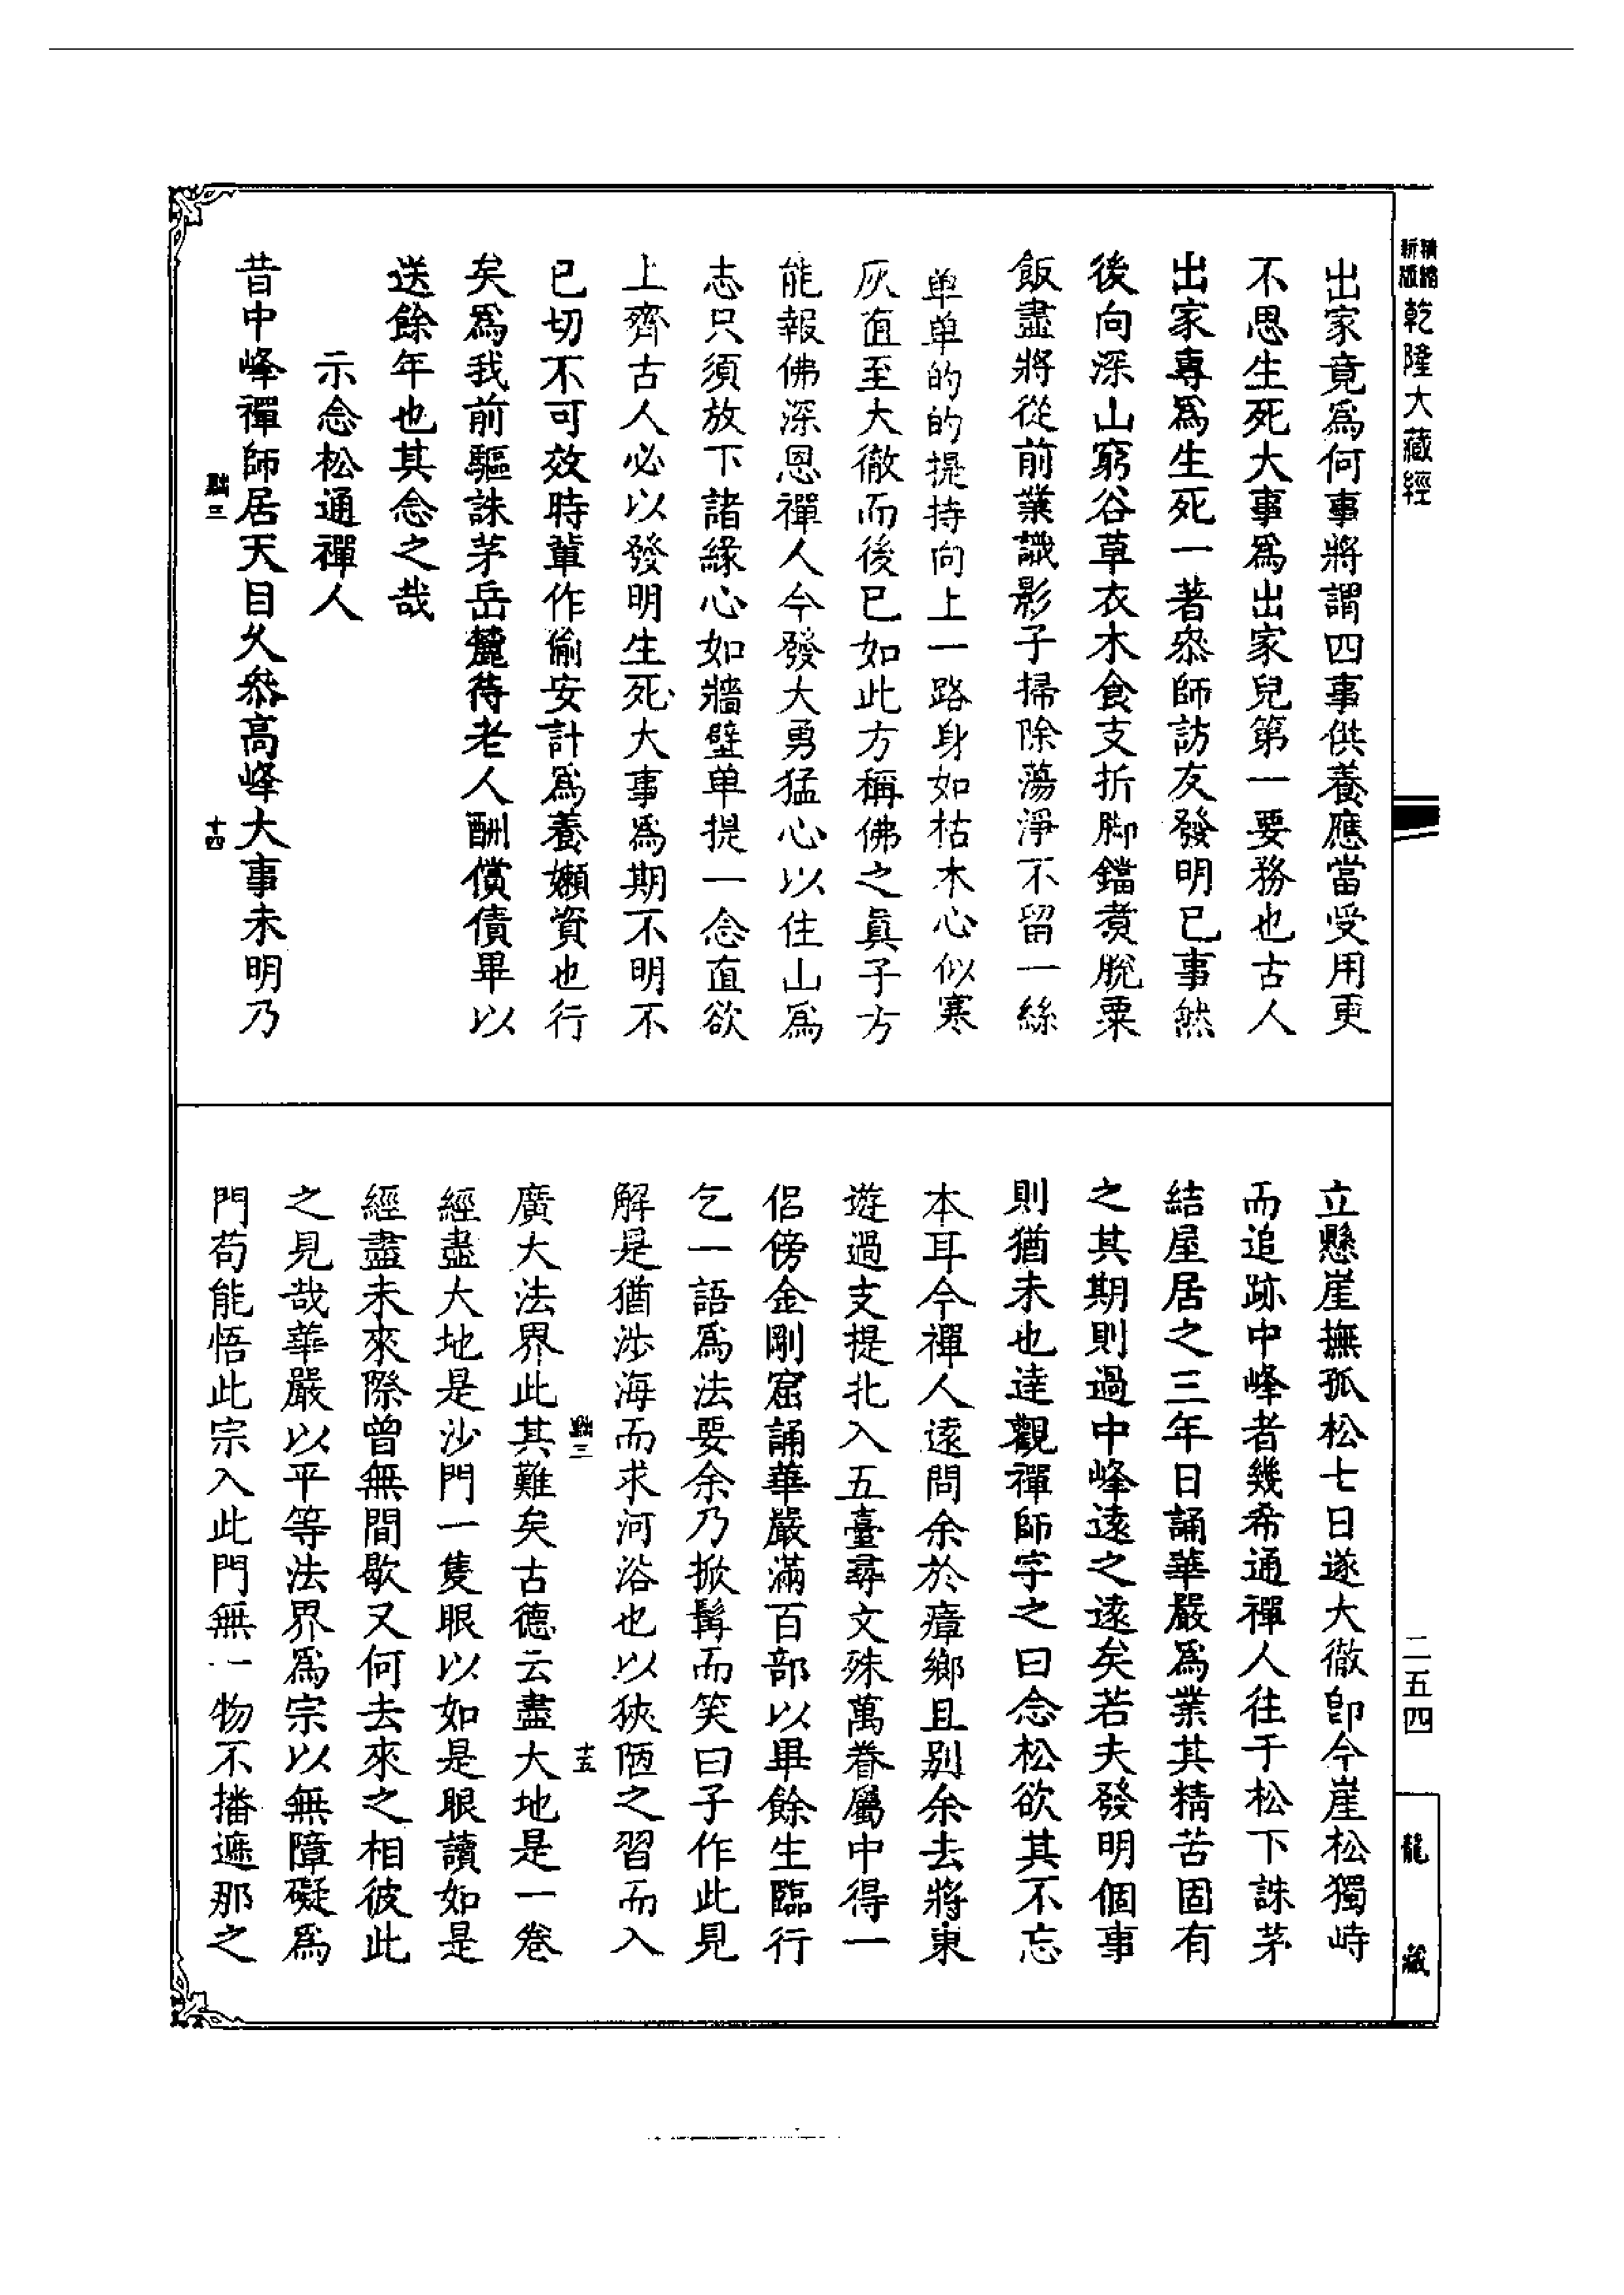 精縮新版乾隆大藏經
出家竟爲何事將謂四事供養應當受用更
不思生死大事爲出家兒第一要務也古人
出家專爲生死一著叅師訪友發明已事然
後向深山窮谷草衣木食支折脚鐺煑脫粟
飯盡將從前業識影子掃除蕩淨不留一絲
单单的的提持向上一路身如枯木心似寒
灰直至大徹而後已如此方稱佛之眞子方
能報佛深恩禪人今發大勇猛心以住山爲
志只須放下諸緣心如牆壁单提一念直欲
上齊古人必以發明生死大事爲期不明不
已切不可效時輩作偷安計爲養嬾資也行
矣爲我前驅誅茅岳麓待老人酬償債畢以
送餘年也其念之哉
示念松通禪人
昔中峰禪師居天目久叅高峰大事未明乃
三
十四
立懸崖撫孤松七日遂大徹卽今崖松獨峙
而追跡中峰者幾希通禪人往于松下誅茅
結屋居之三年日誦華嚴爲業其精苦固有
之其期則過中峰遠之遠矣若夫發明個事
則猶未也達觀禪師字之曰念松欲其不忘
本耳今禪人遠問余於瘴鄉且别余去將東
遊過支提北入五臺尋文殊萬眷屬中得一
侶傍金剛窟誦華嚴滿百部以畢餘生臨行
乞一語爲法要余乃掀髯而笑曰子作此見
解是猶涉海而求河浴也以狹陋之習而入
三
十五
廣大法界此其難矣古德云盡大地是一卷
經盡大地是沙門一隻眼以如是眼讀如是
經盡未來際曾無間歇又何去來之相彼此
之見哉華嚴以平等法界爲宗以無障礙爲
門苟能悟此宗入此門無一物不播遮那之
二五四
龍藏